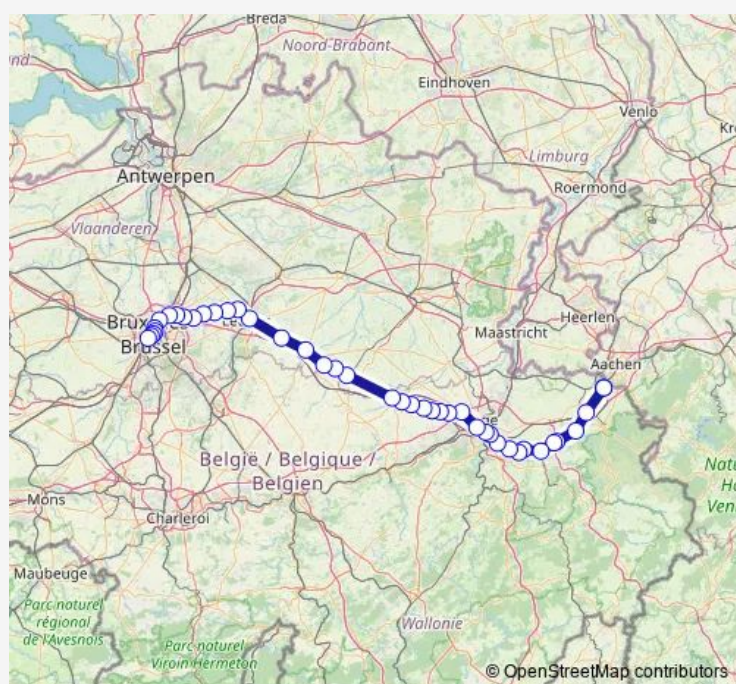 Breda
Noord-Brabant
Eindhoven
Venlo
Limburg
Antwerpen
Roermond
Vlaanderen
Heerlen
Maastricht
Brussel
Aachen
België / Belgique /
Belgien
Mons
Charleroi
Maubeuge
Parc naturel
régional
de l'Avesnois
Wallonie
Parc naturel
Viroin-Hermeton
© OpenStreetMap contributors